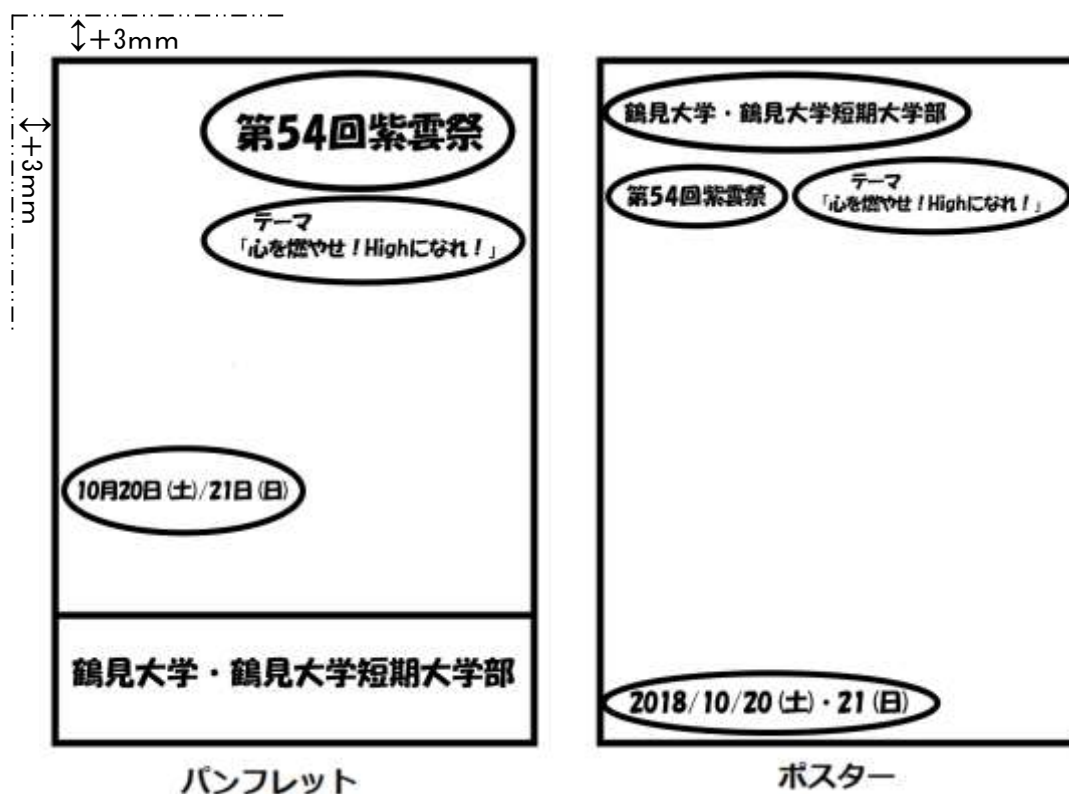 +3mm
+3mm
第54回紫雲祭
テーマ
「心を燃やせ!Highになれ!」
10月20日(土)/21日(日)
鶴見大学・鶴見大学短期大学部
パンフレット
鶴見大学・鶴見大学短期大学部
第54回紫雲祭
テーマ
「心を燃やせ!Highになれ!」
2018/10/20(土)・21(日)
ポスター